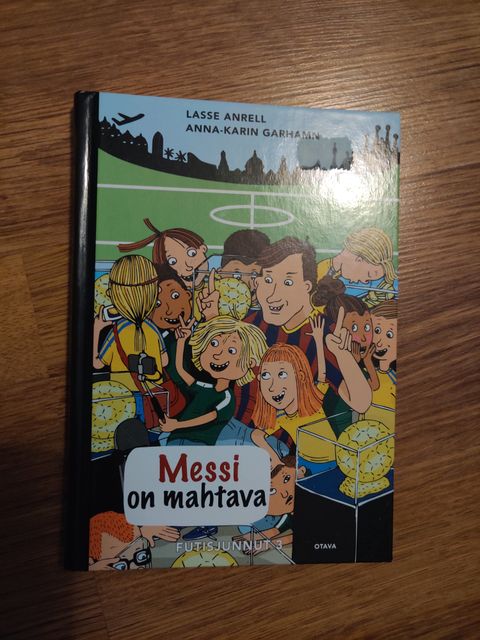 LASSE ANRELL
ANNA-KARIN GARHAMN
Messi
on mahtava
FUTISJUNNUT 3
OTAVA